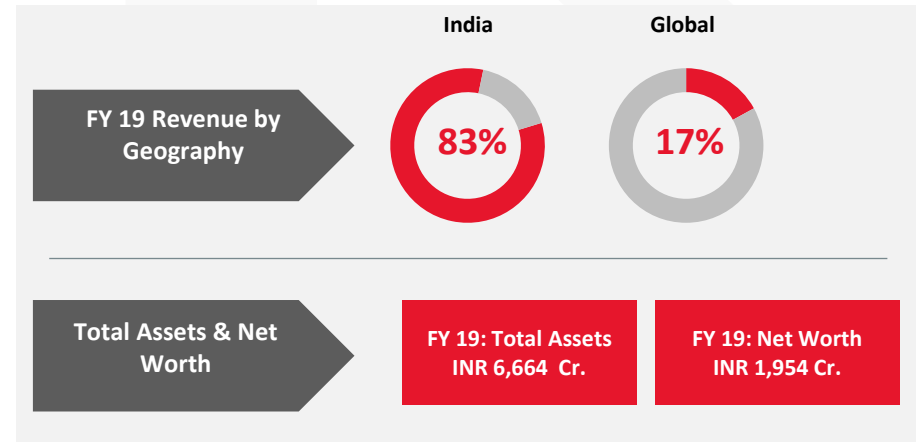 India
Global
FY 19 Revenue by
Geography
83%
17%
Total Assets & Net
Worth
FY 19: Total Assets
INR 6,664 Cr.
FY 19: Net Worth
INR 1,954 Cr.